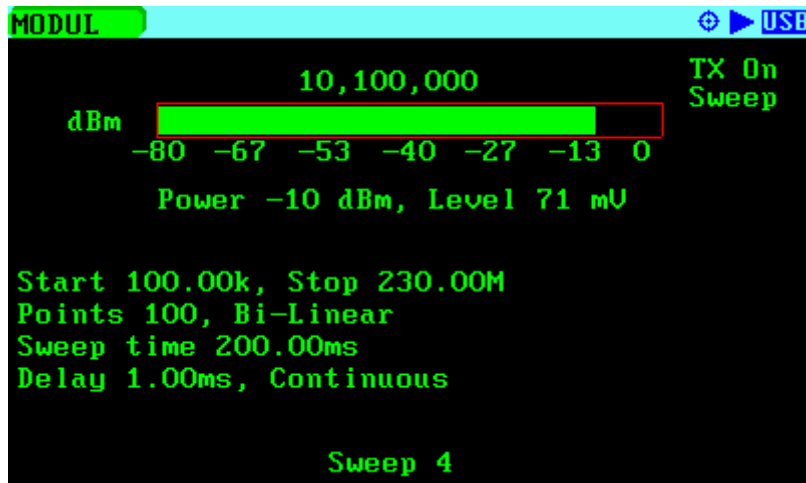 MODUL USB
10,100,000 TX On
Sweep
dBm
-80 -67 -53 -40 -27 -13 0
Power -10 dBm, Level 71 mV
Start 100.00k, Stop 230.00M
Points 100, Bi-Linear
Sweep time 200.00ms
Delay 1.00ms, Continuous
Sweep 4